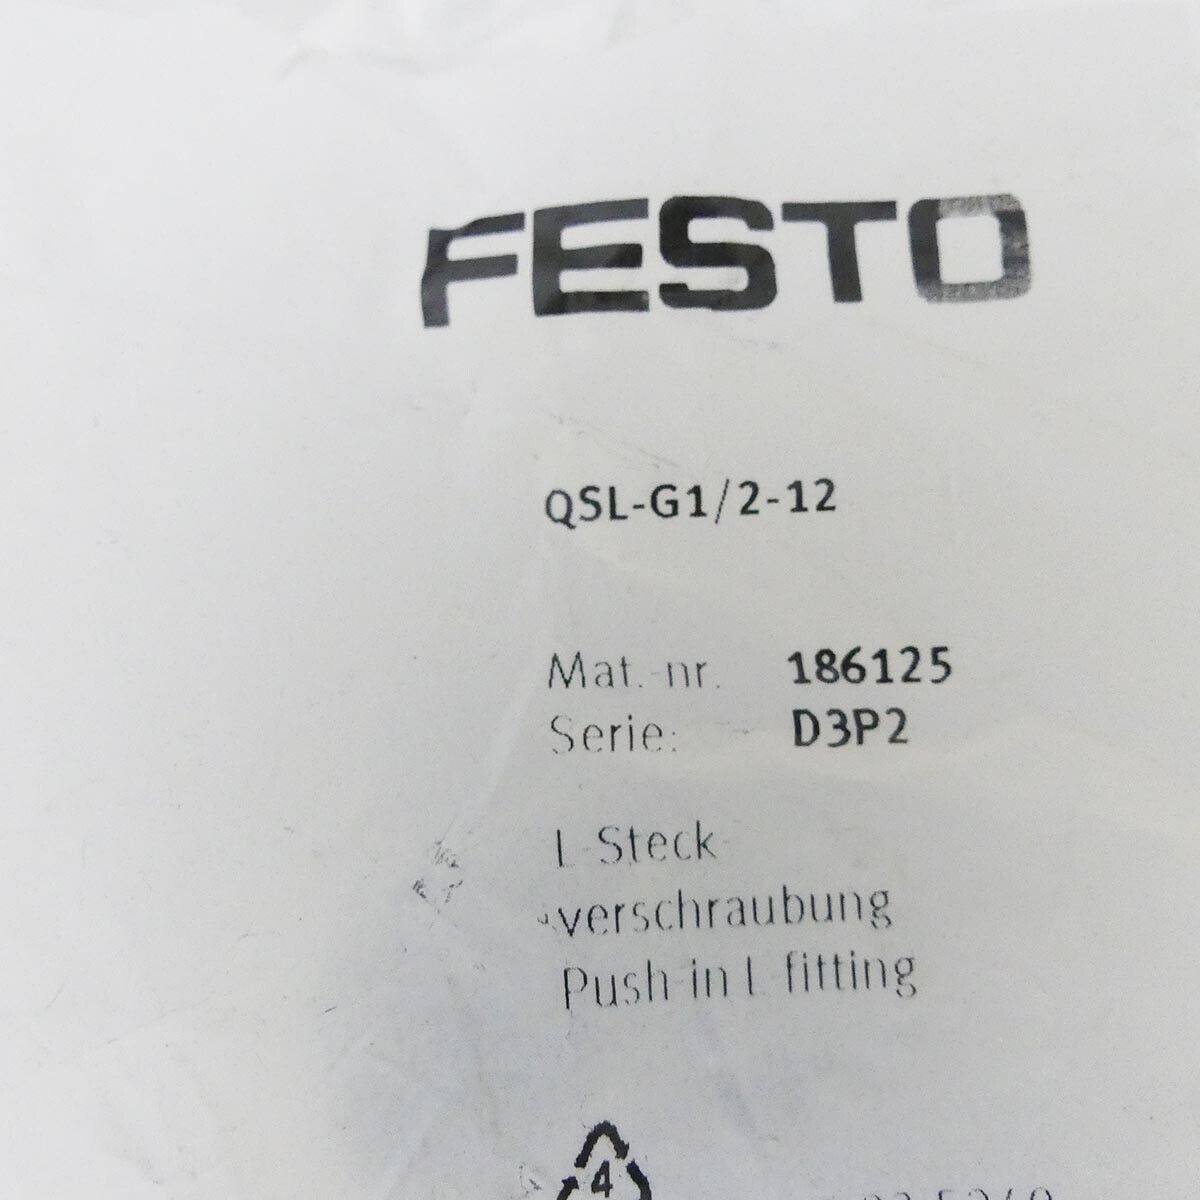 FESTO
QSL-G1/2-12
Mat.-nr. 186125
Serie: D3P2
L-Steck-
verschraubung
Push-in L-fitting
4